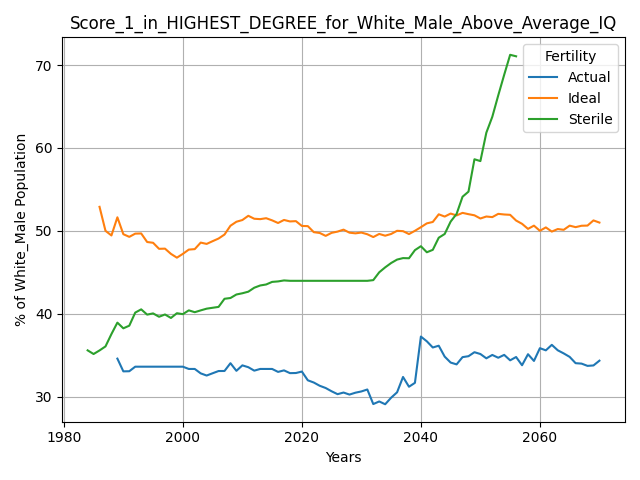 Score_1_in_HIGHEST_DEGREE_for_White_Male_Above_Average_IQ
Fertility
Actual
Ideal
Sterile
% of White_Male Population
70
60
50
40
30
1980
2000
2020
2040
2060
Years